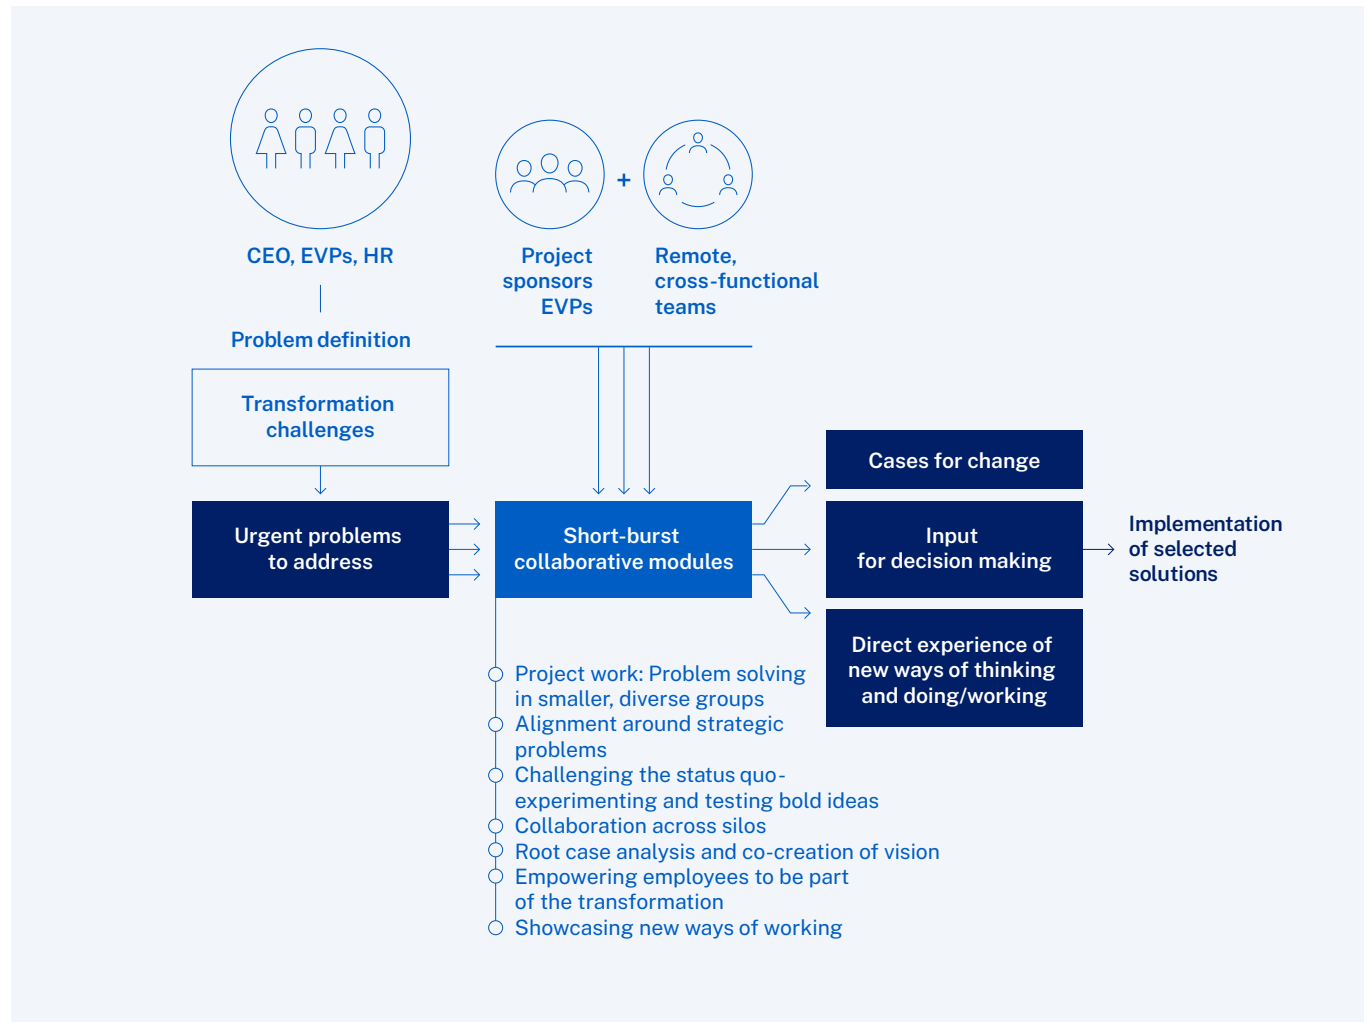 CEO, EVPs, HR
Problem definition
Transformation
challenges
Urgent problems
to address
+
Project
sponsors
EVPs
Remote,
cross-functional
teams
Short-burst
collaborative modules
Project work: Problem solving
in smaller, diverse groups
Alignment around strategic
problems
Challenging the status quo-
experimenting and testing bold ideas
Collaboration across silos
Root case analysis and co-creation of vision
Empowering employees to be part
of the transformation
Showcasing new ways of working
Cases for change
Input
for decision making
Direct experience of
new ways of thinking
and doing/working
Implementation
of selected
solutions